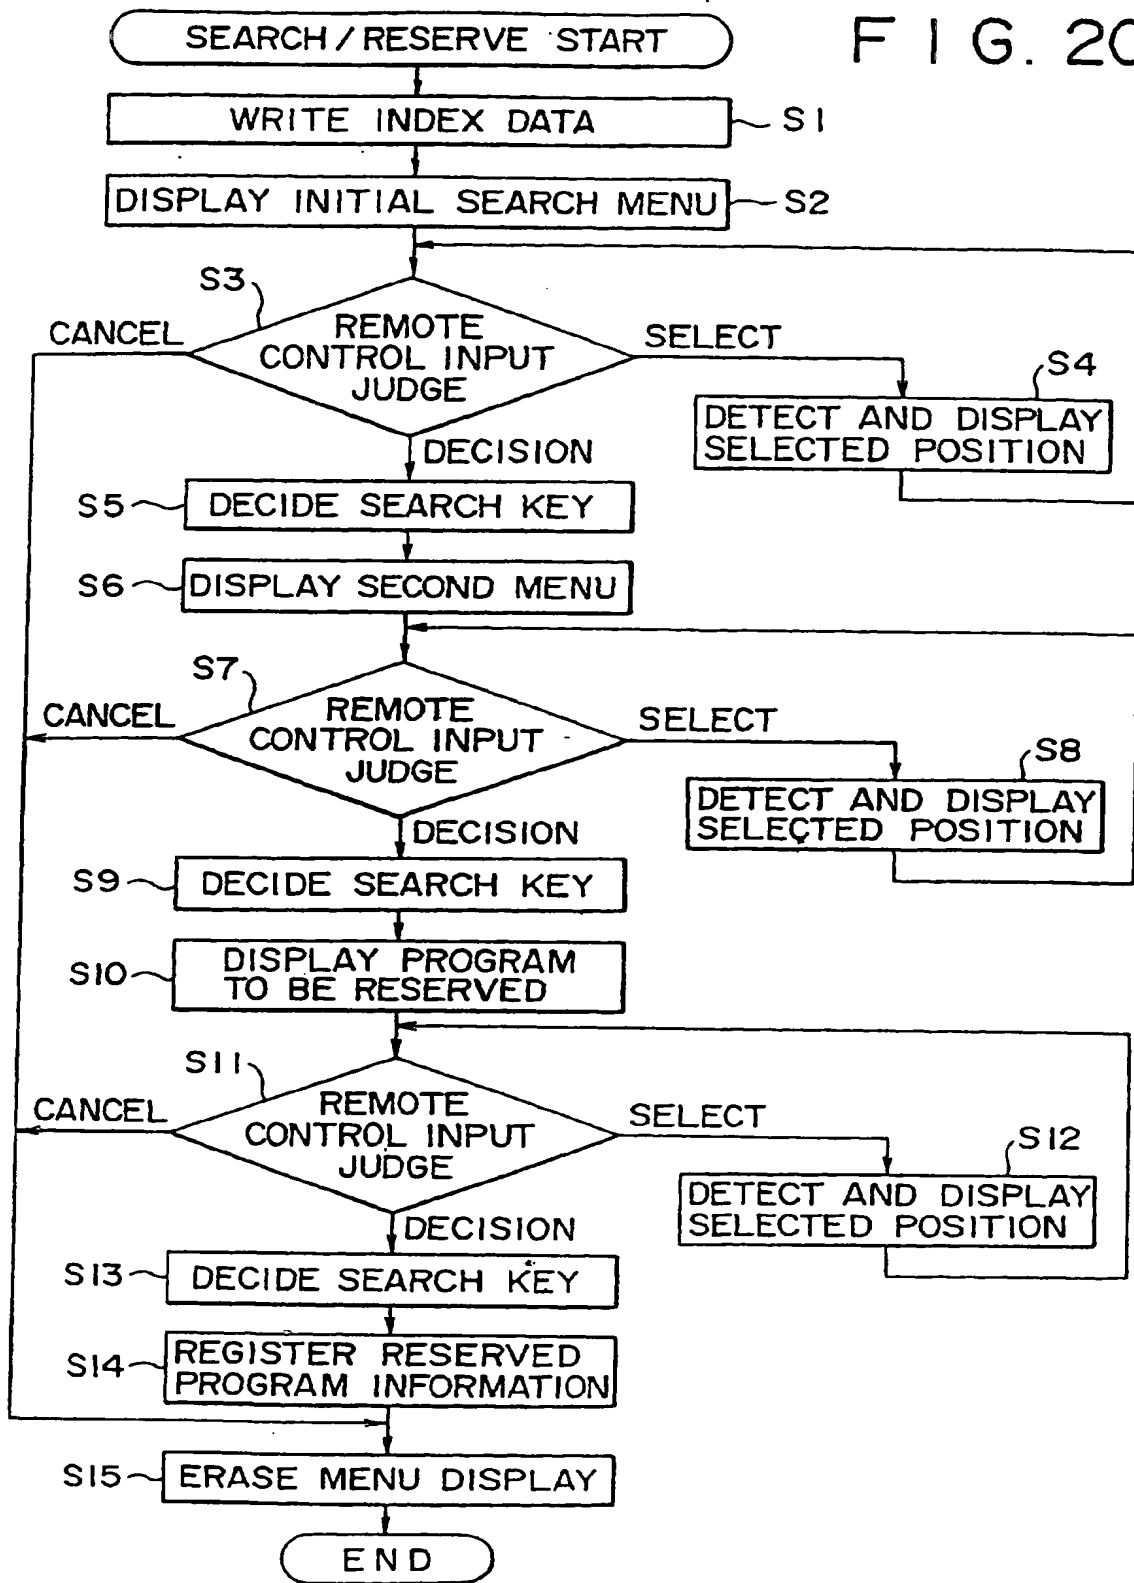 SEARCH / RESERVE START
FIG. 20
WRITE INDEX DATA
S1
DISPLAY INITIAL SEARCH MENU
S2
S3
CANCEL
REMOTE
CONTROL INPUT
JUDGE
SELECT
S4
DETECT AND DISPLAY
SELECTED POSITION
DECISION
S5
DECIDE SEARCH KEY
S6
DISPLAY SECOND MENU
S7
CANCEL
REMOTE
CONTROL INPUT
JUDGE
SELECT
S8
DETECT AND DISPLAY
SELECTED POSITION
DECISION
S9
DECIDE SEARCH KEY
S10
DISPLAY PROGRAM
TO BE RESERVED
S11
CANCEL
REMOTE
CONTROL INPUT
JUDGE
SELECT
S12
DETECT AND DISPLAY
SELECTED POSITION
DECISION
S13
DECIDE SEARCH KEY
S14
REGISTER RESERVED
PROGRAM INFORMATION
S15
ERASE MENU DISPLAY
END